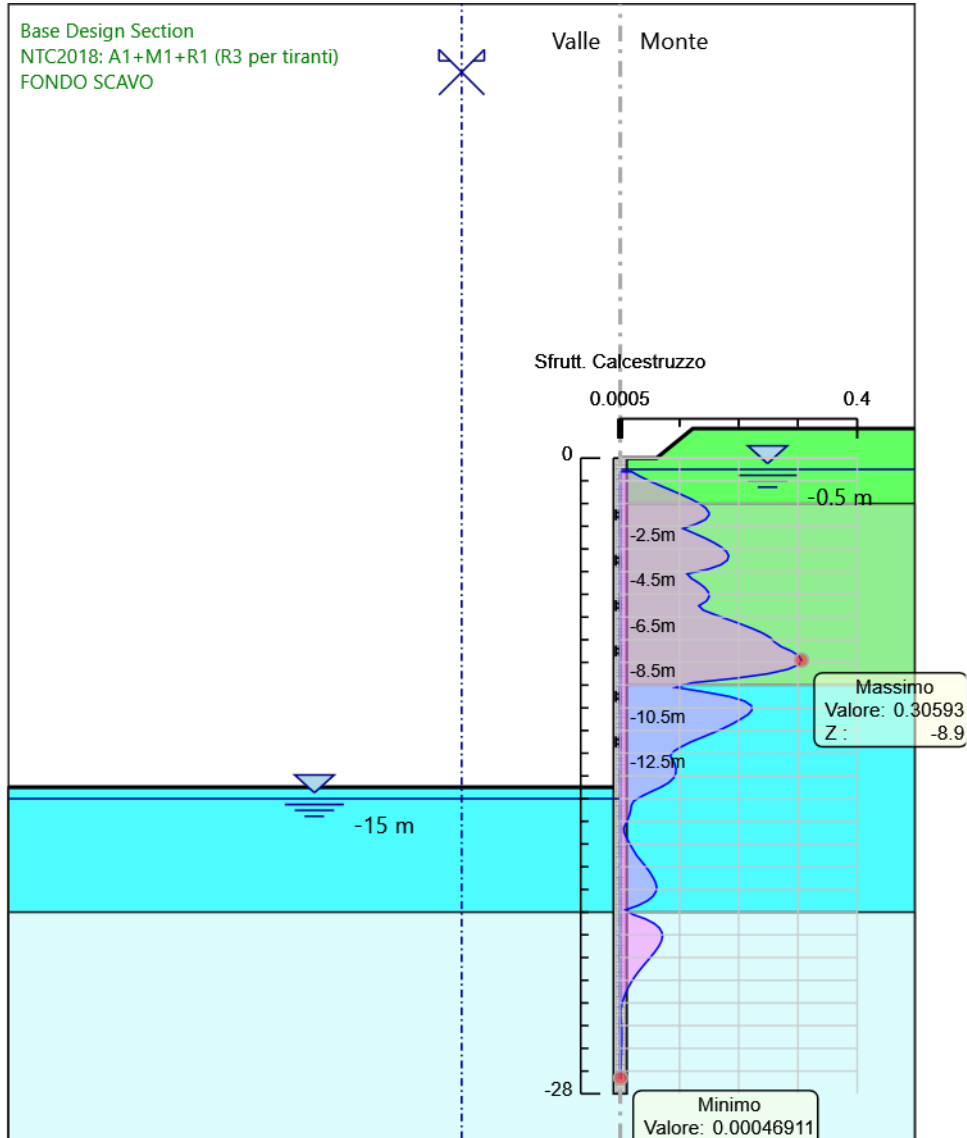 Base Design Section
NTC2018: A1+M1+R1 (R3 per tiranti)
FONDO SCAVO
Valle
Monte
Sfrutt. Calcestruzzo
0.0005
0.4
0
-0.5 m
-2.5m
-4.5m
-6.5m
-8.5m
Massimo
Valore: 0.30593
Z : -8.9
-10.5m
-12.5m
-15 m
-28
Minimo
Valore: 0.00046911